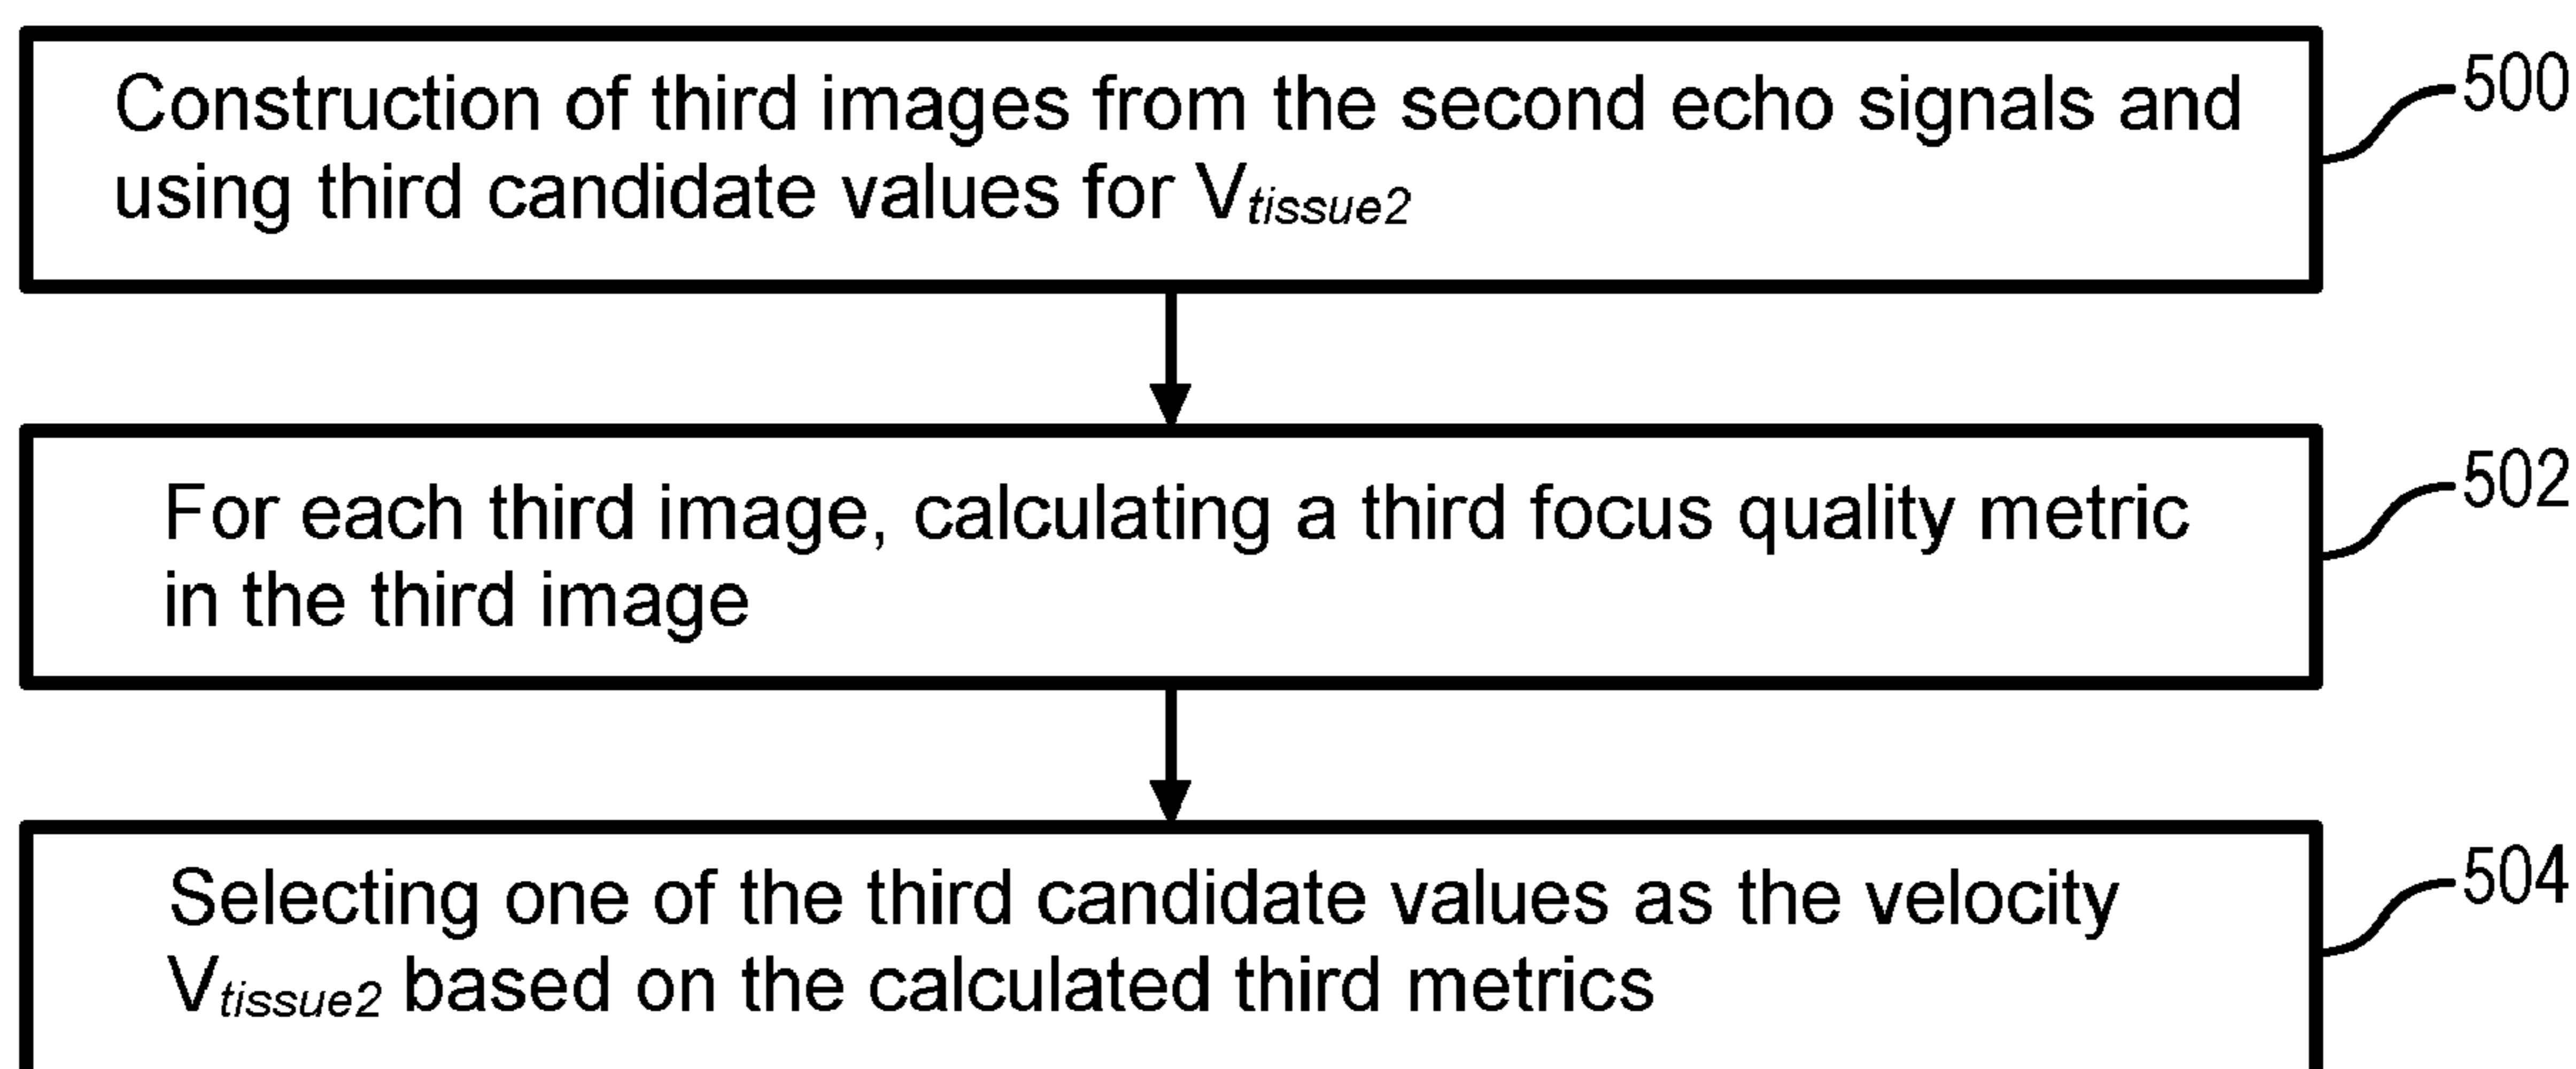 Construction of third images from the second echo signals and
using third candidate values for Vtissue2
500
For each third image, calculating a third focus quality metric
in the third image
502
Selecting one of the third candidate values as the velocity
Vtissue2 based on the calculated third metrics
504